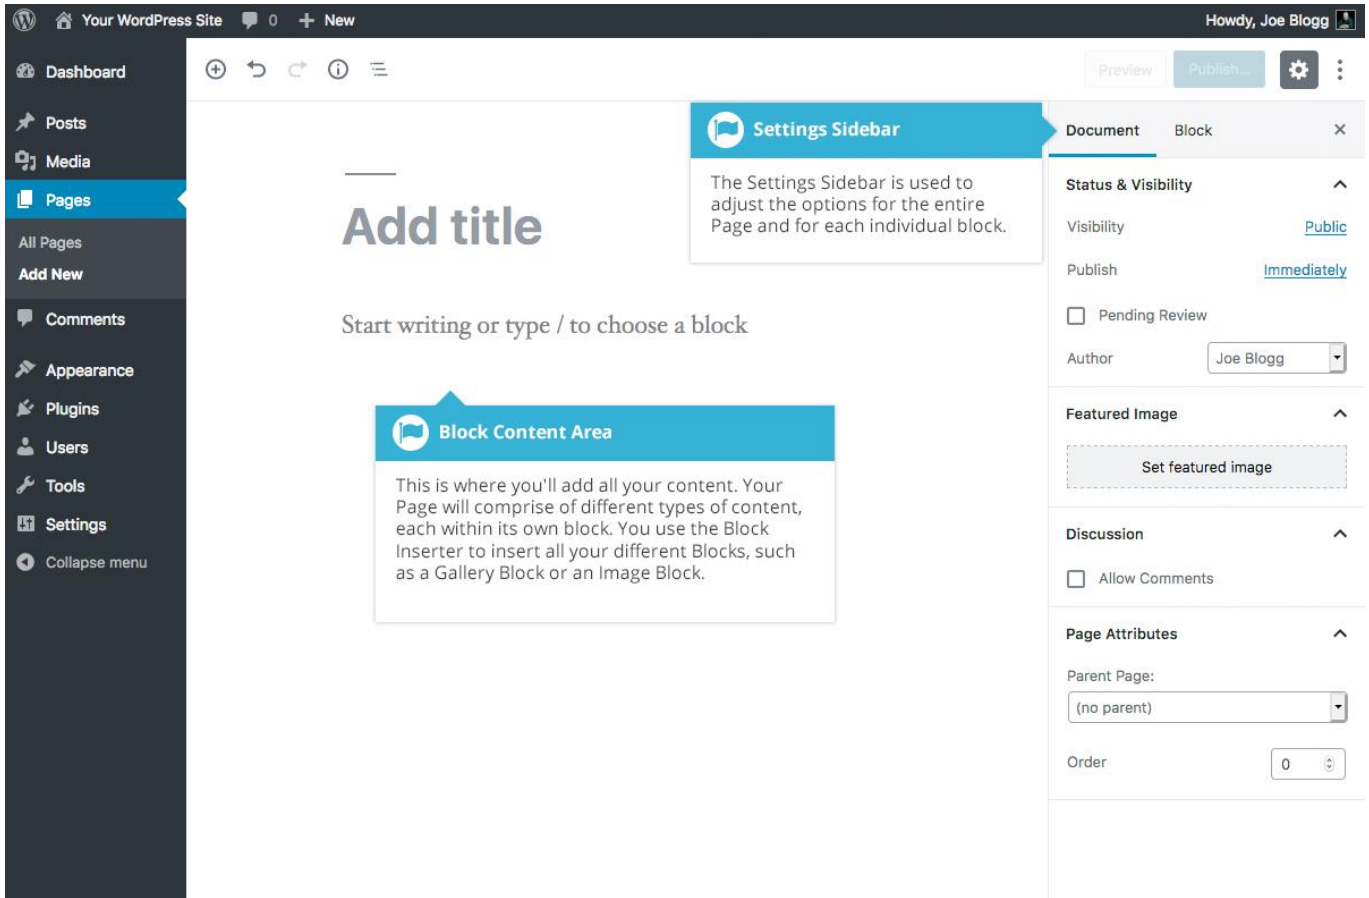 Your WordPress Site 0 New Howdy, Joe Blogg
Dashboard
Posts
Media
Pages
All Pages
Add New
Comments
Appearance
Plugins
Users
Tools
Settings
Collapse menu
Preview Publish...
Add title
Start writing or type / to choose a block
Settings Sidebar
The Settings Sidebar is used to
adjust the options for the entire
Page and for each individual block.
Block Content Area
This is where you'll add all your content. Your
Page will comprise of different types of content,
each within its own block. You use the Block
Inserter to insert all your different Blocks, such
as a Gallery Block or an Image Block.
Document Block
Status & Visibility
Visibility Public
Publish Immediately
Pending Review
Author Joe Blogg
Featured Image
Set featured image
Discussion
Allow Comments
Page Attributes
Parent Page:
(no parent)
Order 0